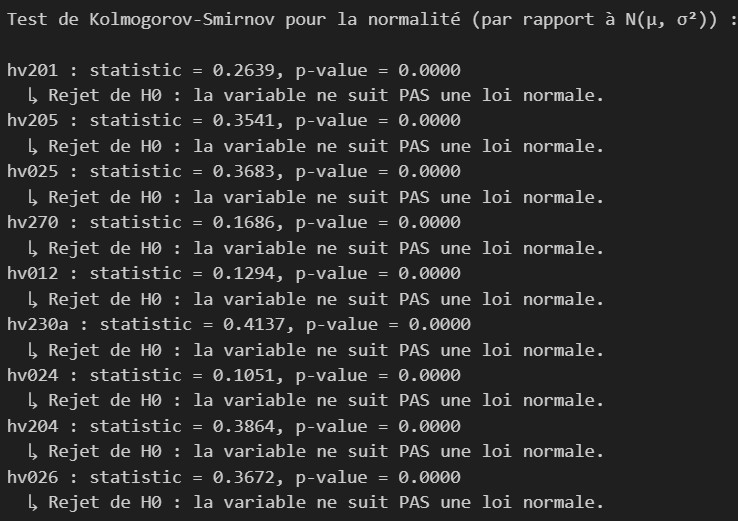 Test de Kolmogorov-Smirnov pour la normalité (par rapport à N(μ, σ²)) :
hv201 : statistic = 0.2639, p-value = 0.0000
↳ Rejet de H0 : la variable ne suit PAS une loi normale.
hv205 : statistic = 0.3541, p-value = 0.0000
↳ Rejet de H0 : la variable ne suit PAS une loi normale.
hv025 : statistic = 0.3683, p-value = 0.0000
↳ Rejet de H0 : la variable ne suit PAS une loi normale.
hv270 : statistic = 0.1686, p-value = 0.0000
↳ Rejet de H0 : la variable ne suit PAS une loi normale.
hv012 : statistic = 0.1294, p-value = 0.0000
↳ Rejet de H0 : la variable ne suit PAS une loi normale.
hv230a : statistic = 0.4137, p-value = 0.0000
↳ Rejet de H0 : la variable ne suit PAS une loi normale.
hv024 : statistic = 0.1051, p-value = 0.0000
↳ Rejet de H0 : la variable ne suit PAS une loi normale.
hv204 : statistic = 0.3864, p-value = 0.0000
↳ Rejet de H0 : la variable ne suit PAS une loi normale.
hv026 : statistic = 0.3672, p-value = 0.0000
↳ Rejet de H0 : la variable ne suit PAS une loi normale.